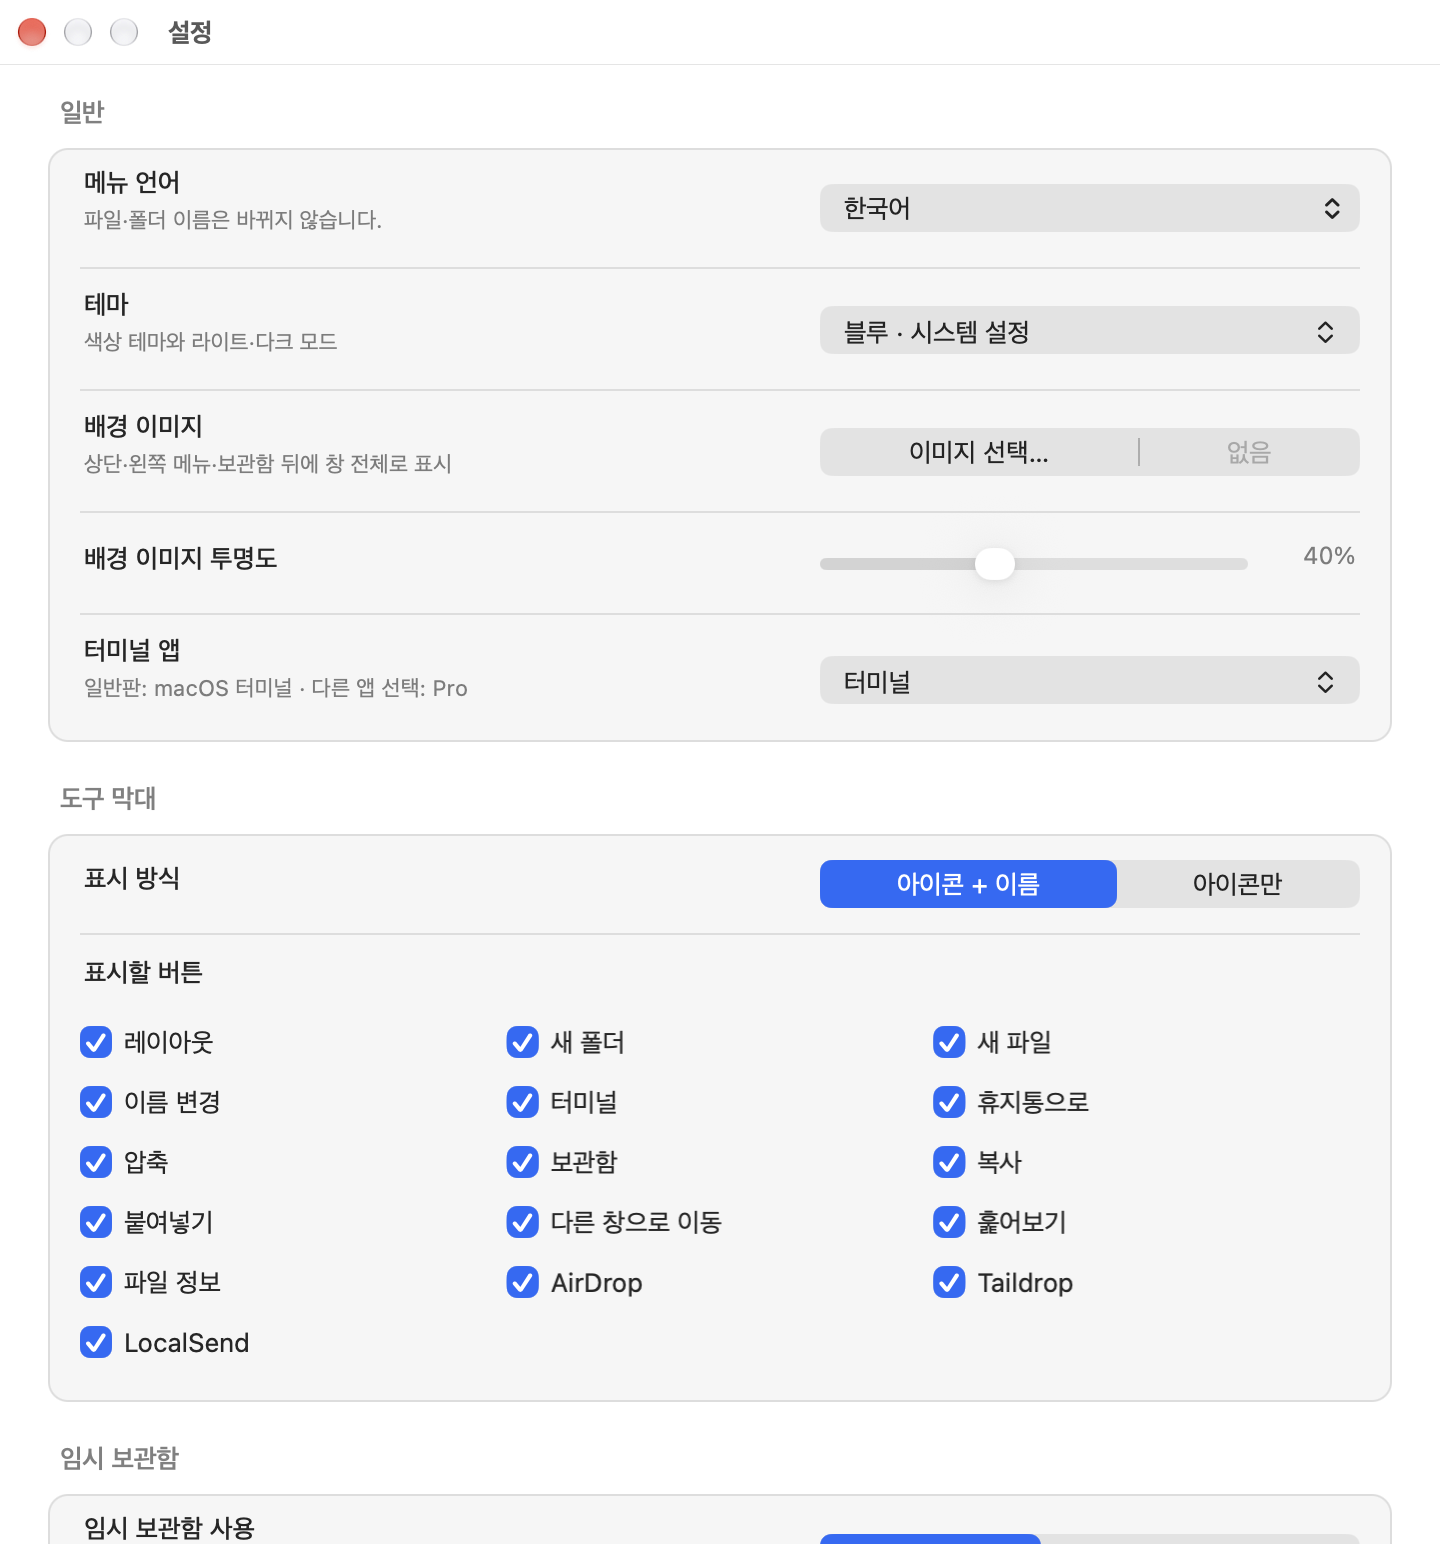 설정
일반
메뉴 언어
한국어
파일·폴더 이름은 바뀌지 않습니다.
테마
블루 · 시스템 설정
색상 테마와 라이트·다크 모드
배경 이미지
이미지 선택...
없음
상단·왼쪽 메뉴·보관함 뒤에 창 전체로 표시
배경 이미지 투명도
40%
터미널 앱
터미널
일반판: macOS 터미널 · 다른 앱 선택: Pro
도구 막대
표시 방식
아이콘 + 이름
아이콘만
표시할 버튼
레이아웃
새 폴더
새 파일
이름 변경
터미널
휴지통으로
압축
보관함
복사
붙여넣기
다른 창으로 이동
훑어보기
파일 정보
AirDrop
Taildrop
LocalSend
임시 보관함
임시 보관함 사용